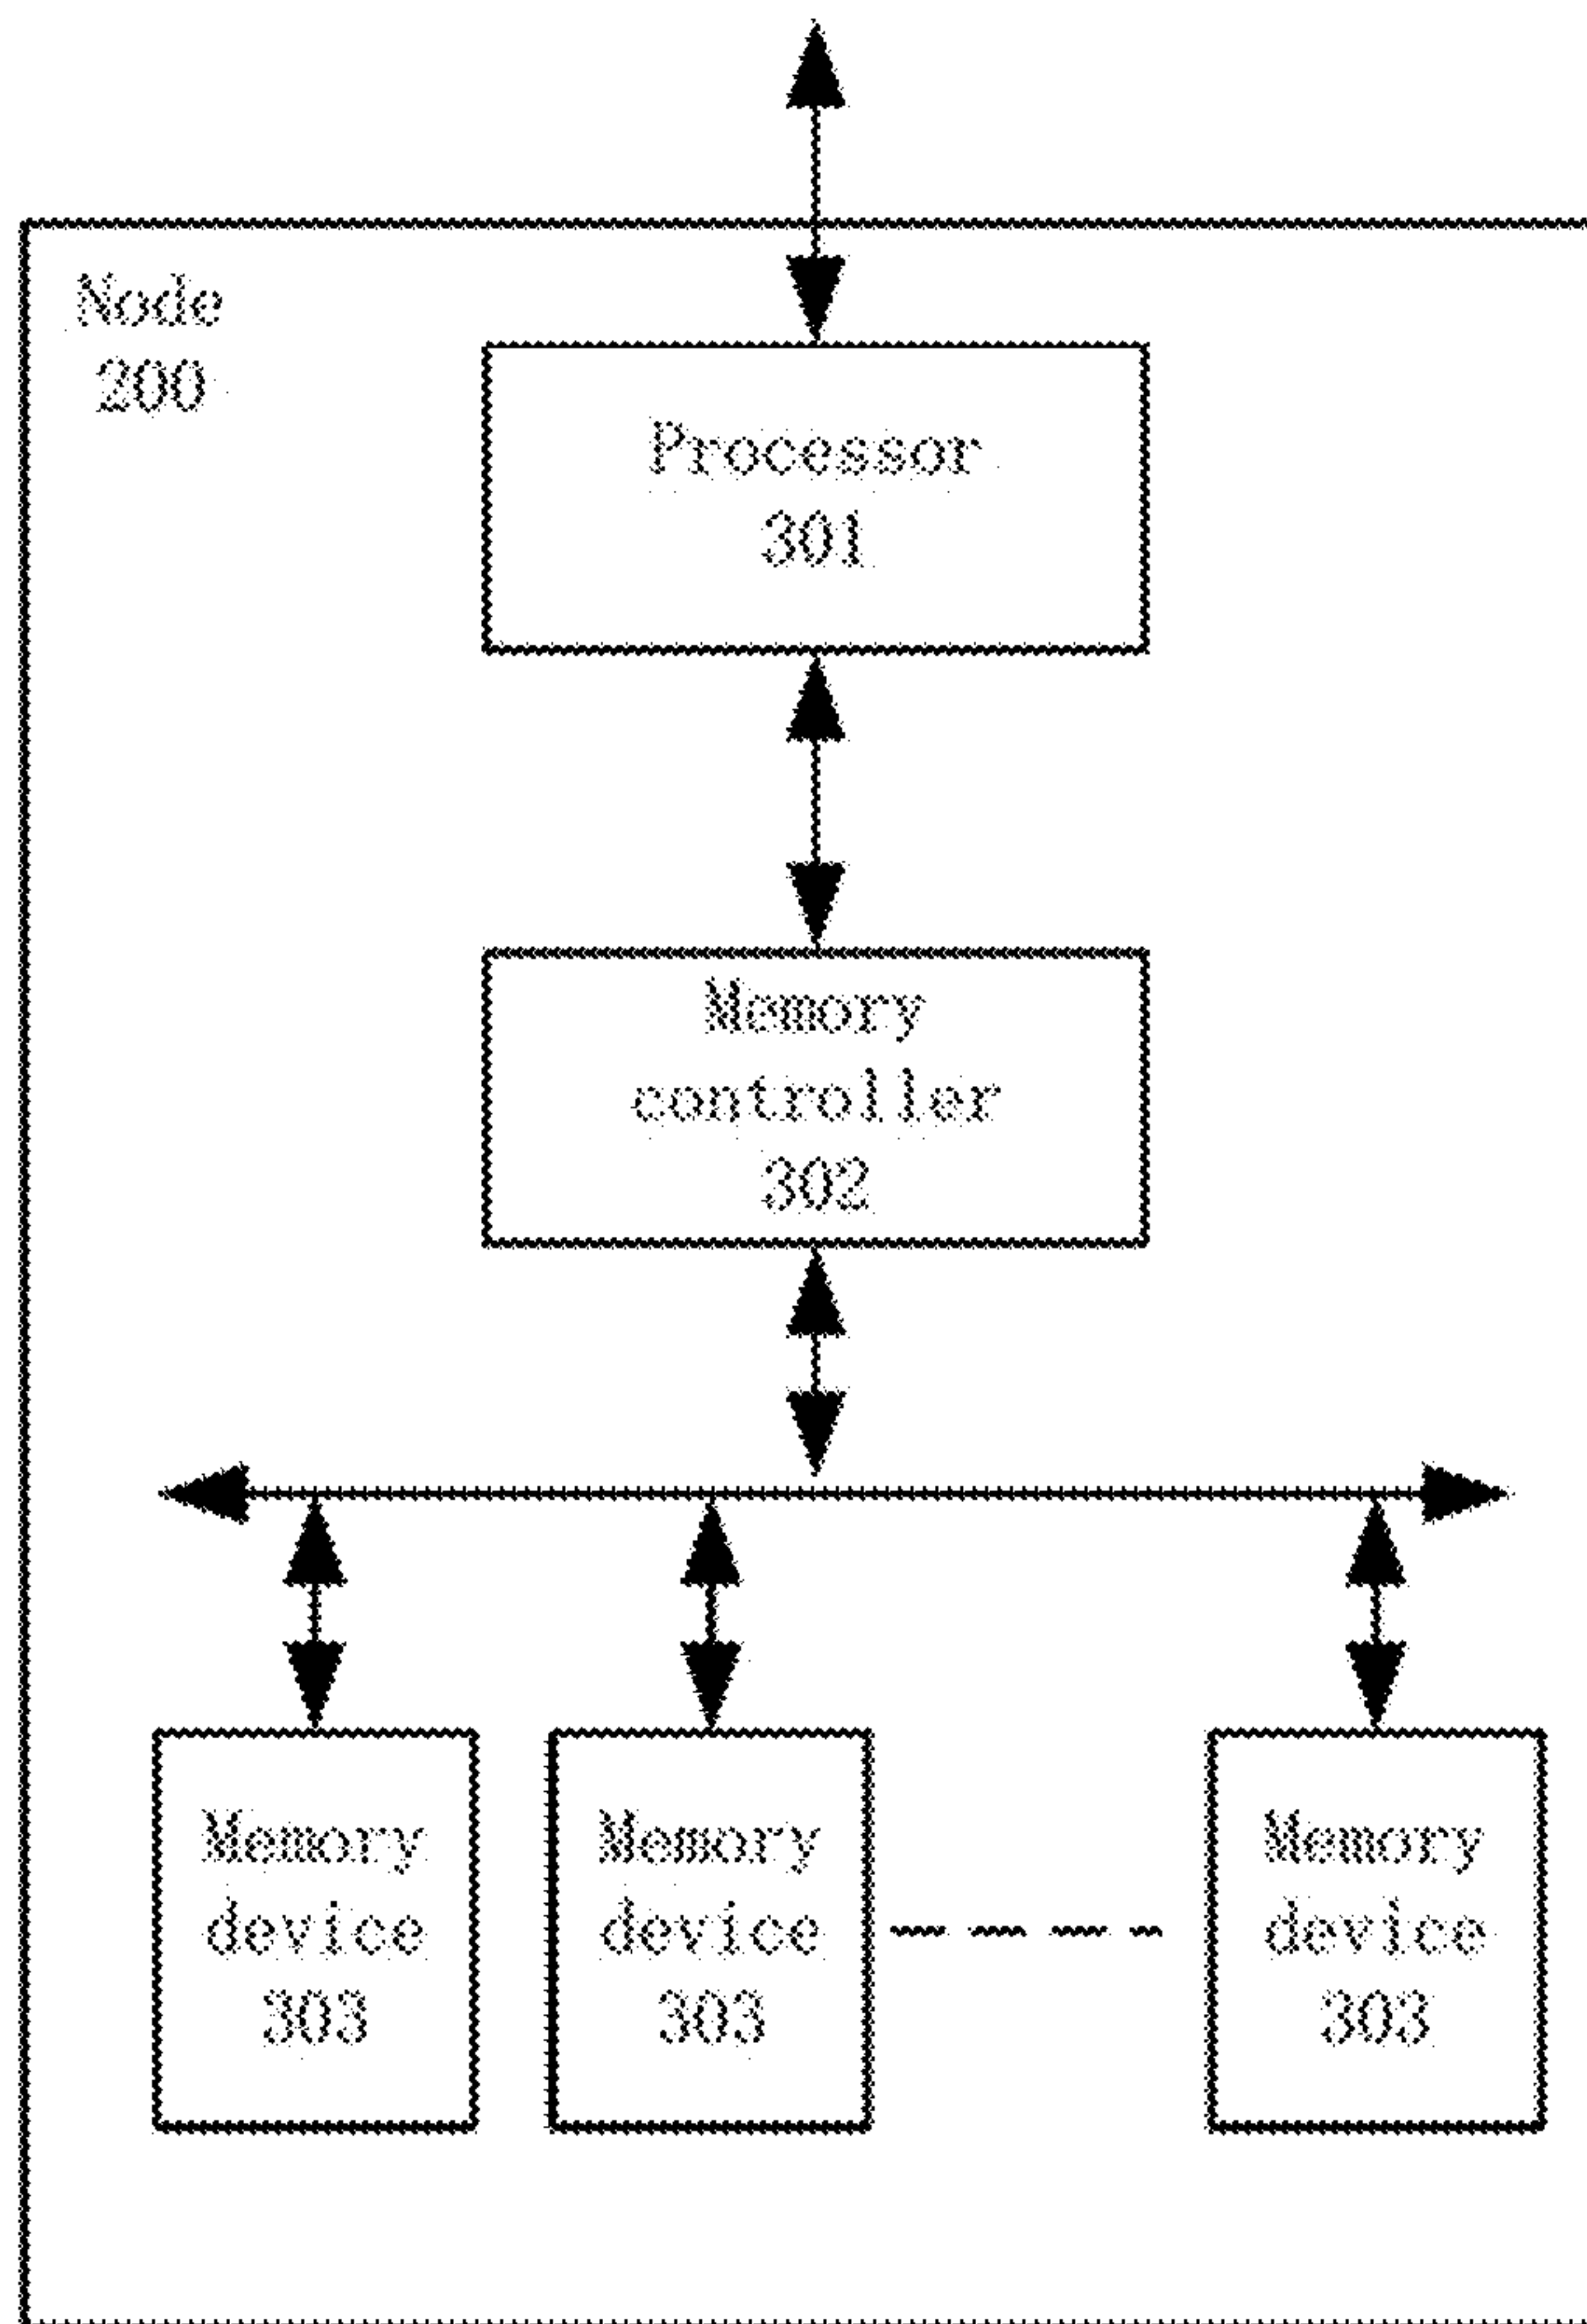 Node
200
Processor
301
Memory
controller
302
Memory
device
303
Memory
device
303
Memory
device
303